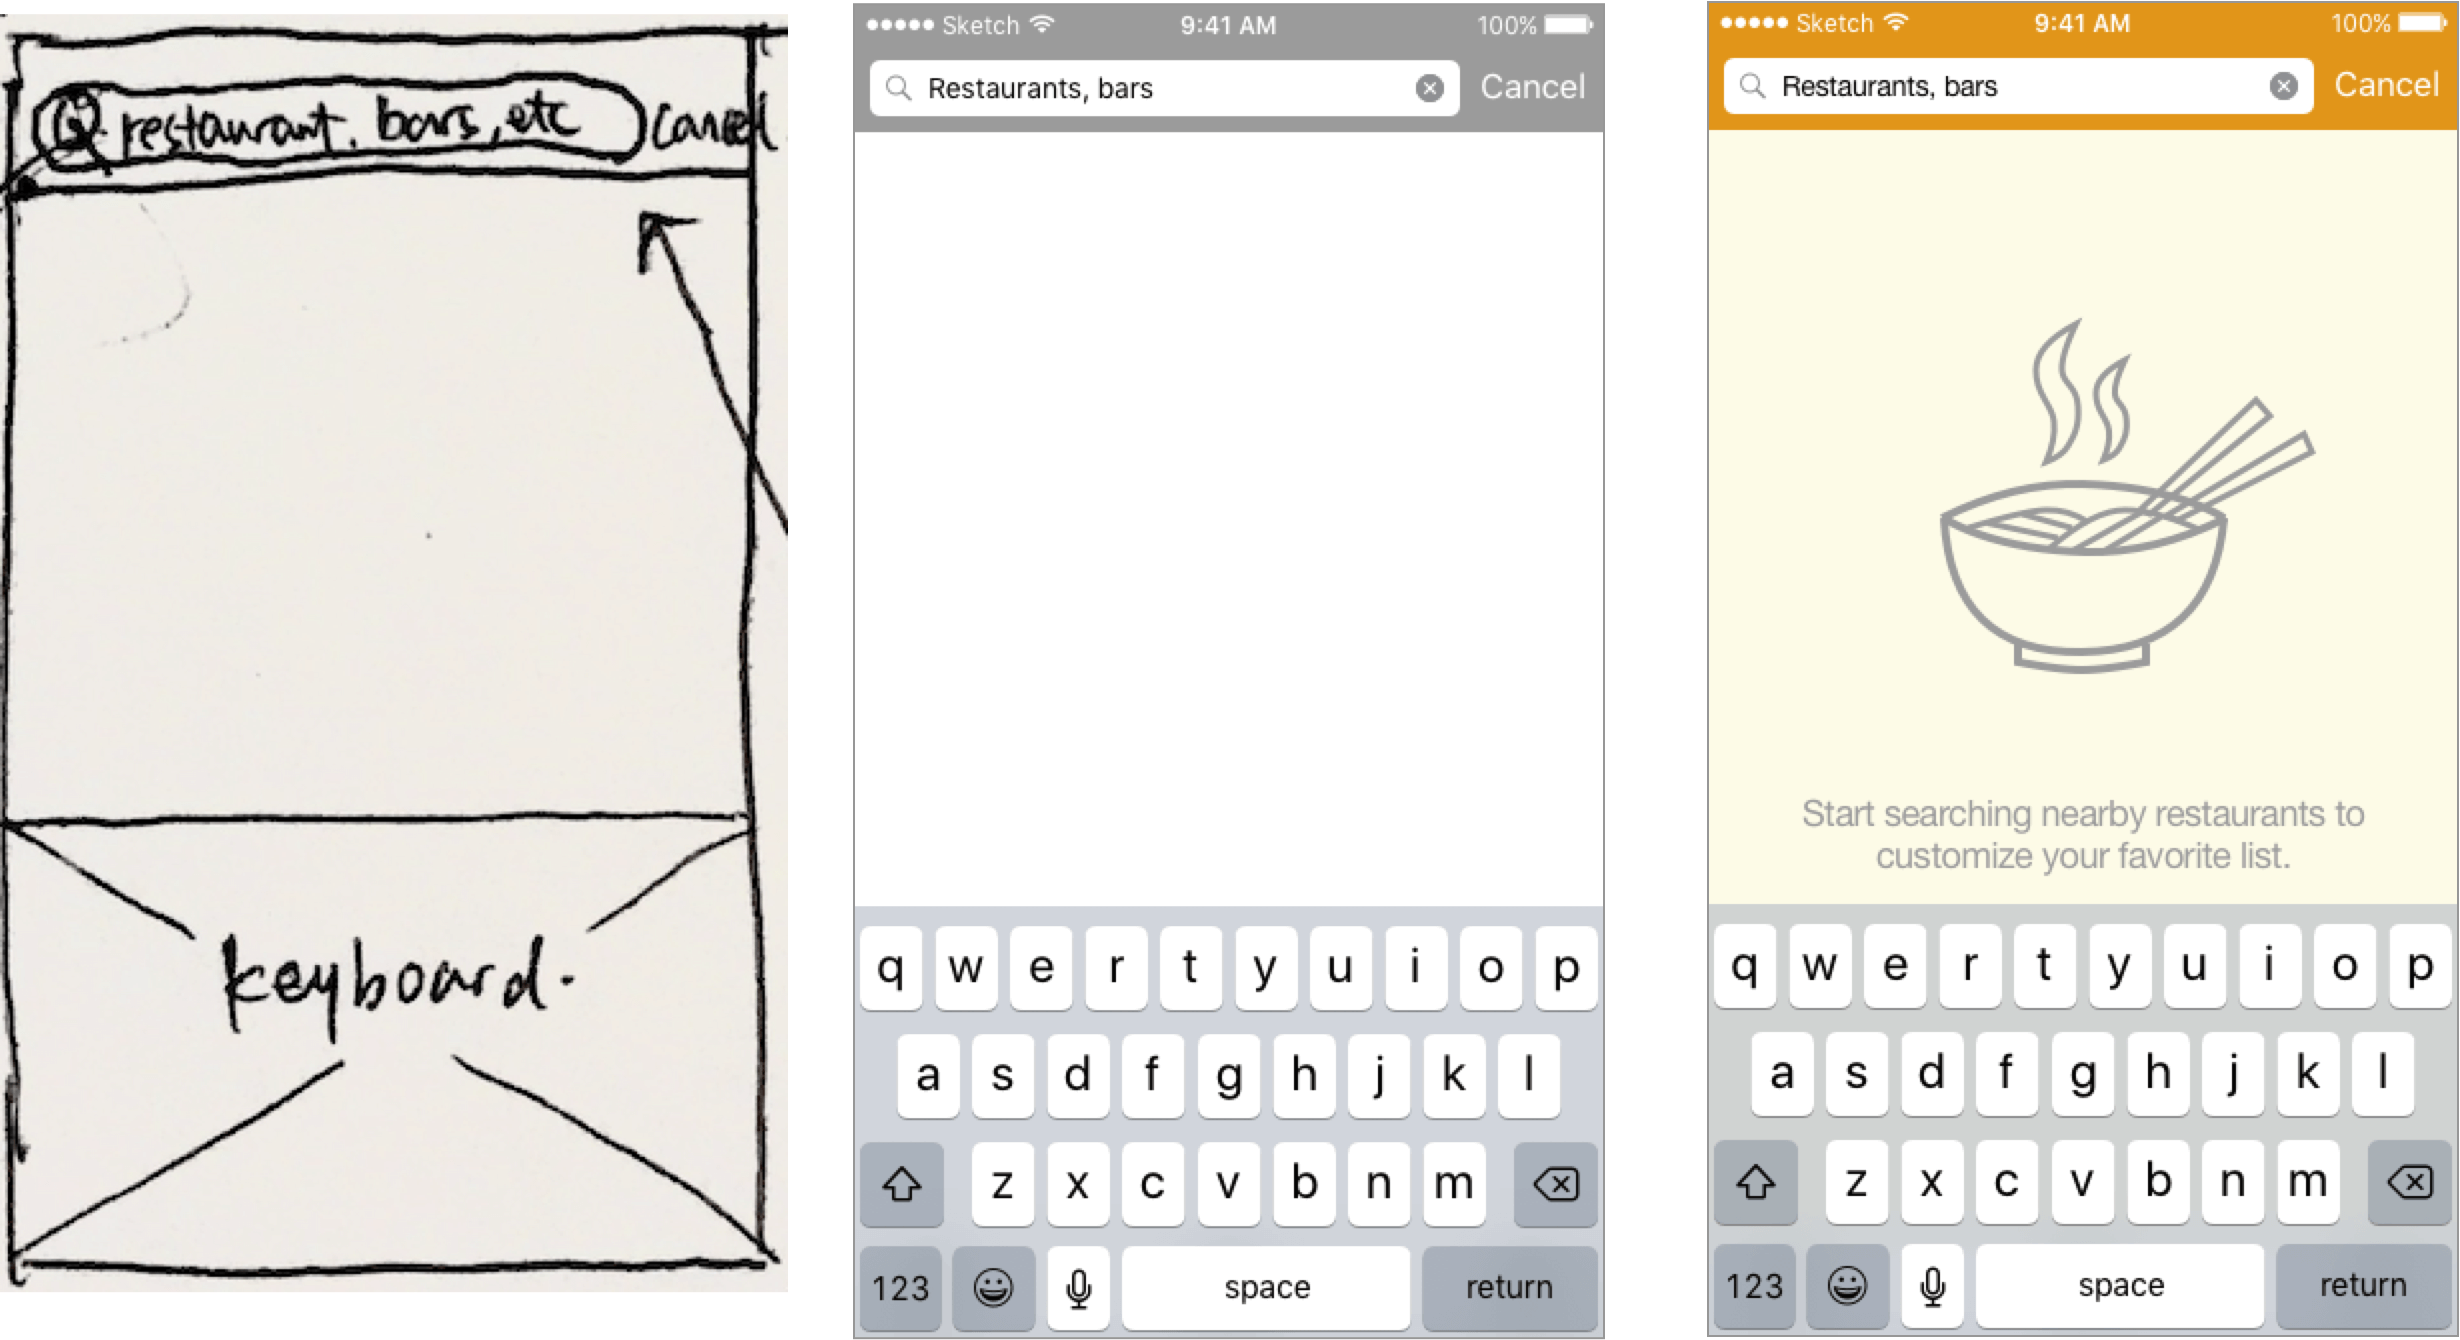 restaurant, bars, etc
Cancel
keyboard.
Sketch 9:41 AM 100%
Restaurants, bars
Cancel
q w e r t y u i o p
a s d f g h j k l
z x c v b n m
123 space return
Sketch 9:41 AM 100%
Restaurants, bars
Cancel
Start searching nearby restaurants to
customize your favorite list.
q w e r t y u i o p
a s d f g h j k l
z x c v b n m
123 space return